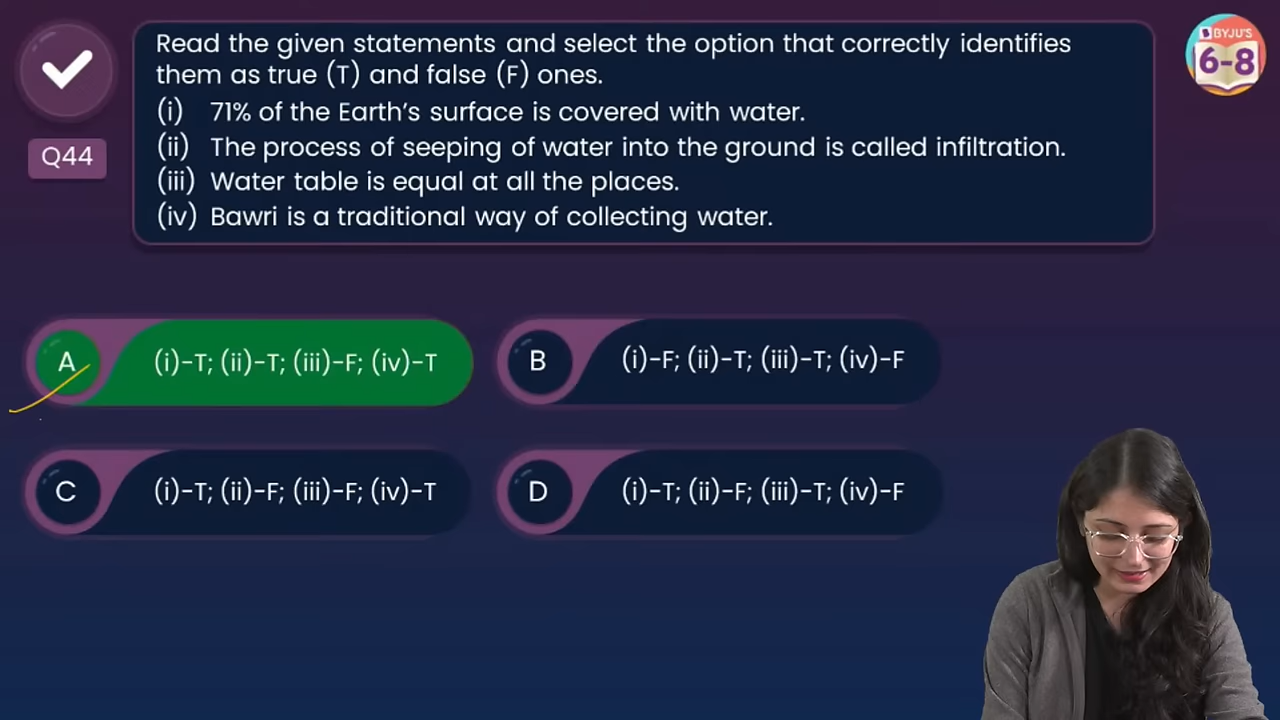 Read the given statements and select the option that correctly identifies
them as true (T) and false (F) ones.
(i) 71% of the Earth's surface is covered with water.
(ii) The process of seeping of water into the ground is called infiltration.
(iii) Water table is equal at all the places.
(iv) Bawri is a traditional way of collecting water.
BYJU'S
6-8
Q44
A (i)-T; (ii)-T; (iii)-F; (iv)-T
B (i)-F; (ii)-T; (iii)-T; (iv)-F
C (i)-T; (ii)-F; (iii)-F; (iv)-T
D (i)-T; (ii)-F; (iii)-T; (iv)-F